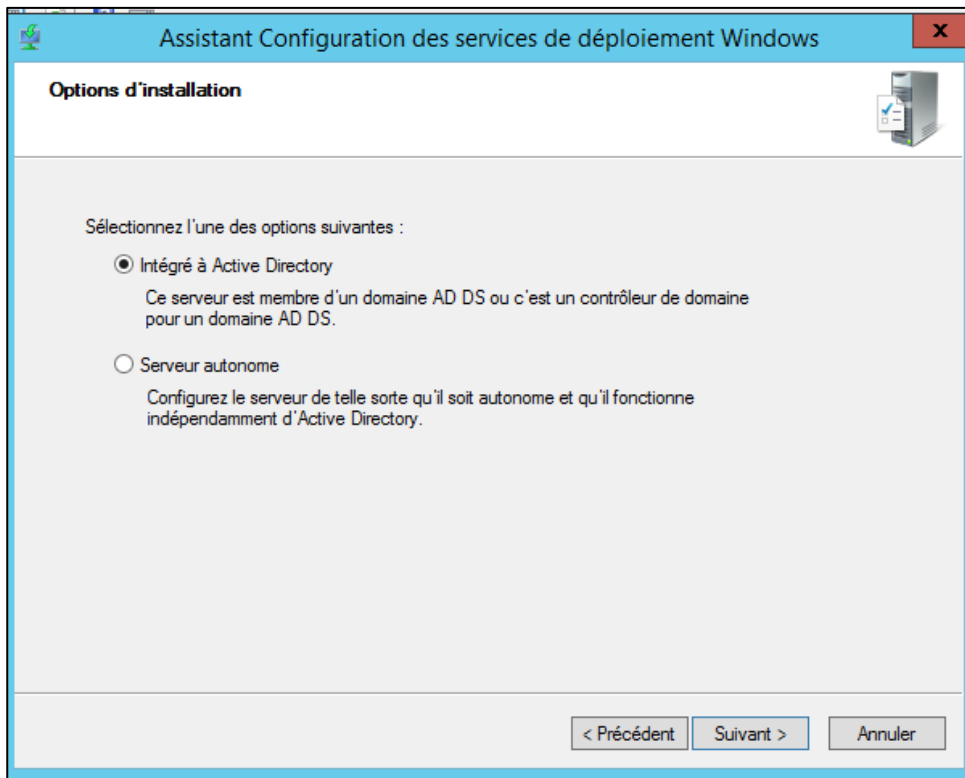 Assistant Configuration des services de déploiement Windows
x
Options d'installation
Sélectionnez l'une des options suivantes :
Intégré à Active Directory
Ce serveur est membre d'un domaine AD DS ou c'est un contrôleur de domaine
pour un domaine AD DS.
Serveur autonome
Configurez le serveur de telle sorte qu'il soit autonome et qu'il fonctionne
indépendamment d'Active Directory.
< Précédent Suivant > Annuler